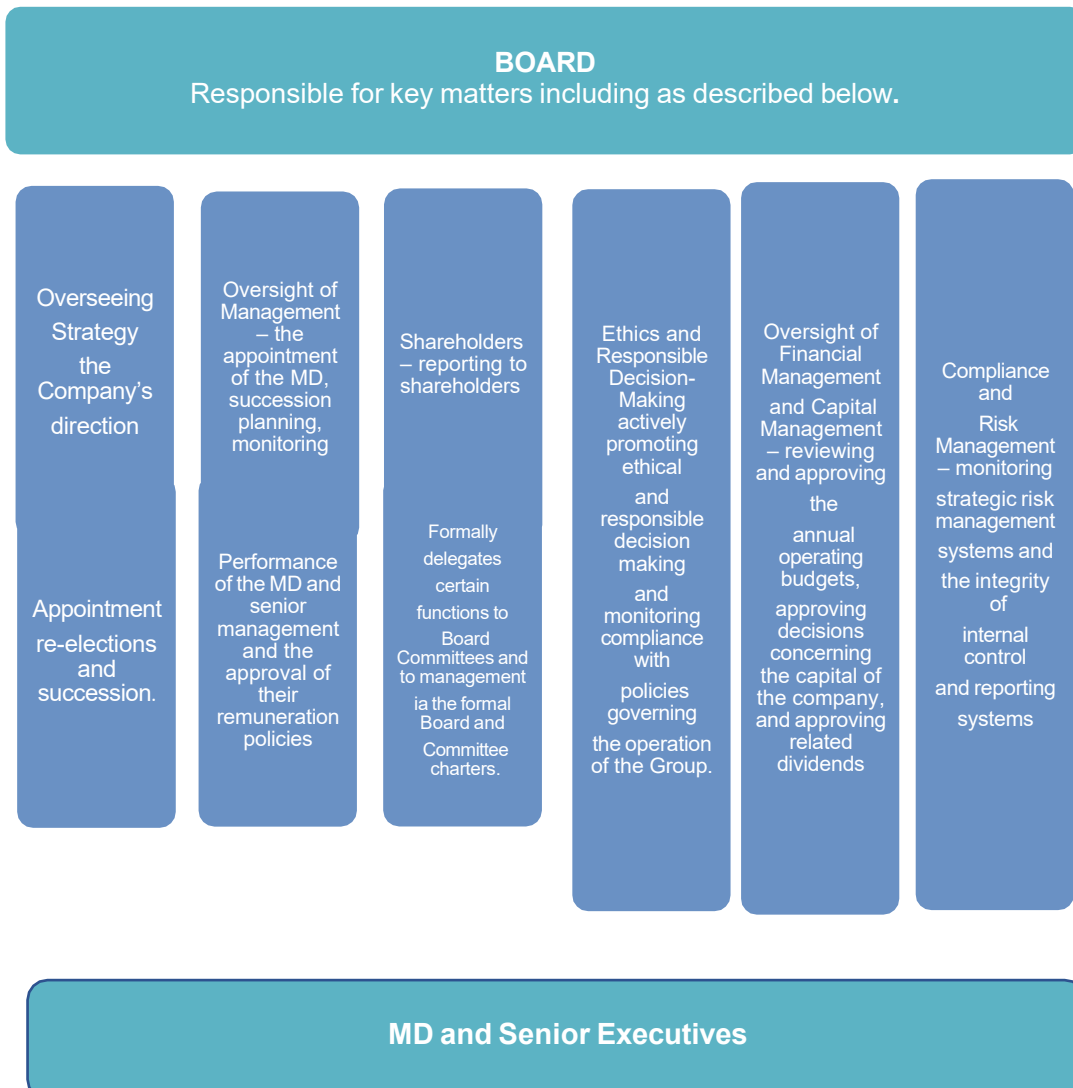 BOARD
Responsible for key matters including as described below.
Overseeing
Strategy
the
Company’s
direction
Appointment
re-elections
and
succession.
Oversight of
Management
– the
appointment
of the MD,
succession
planning,
monitoring
Performance
of the MD and
senior
management
and the
approval of
their
remuneration
policies
Shareholders
– reporting to
shareholders
Formally
delegates
certain
functions to
Board
Committees and
to management
ia the formal
Board and
Committee
charters.
Ethics and
Responsible
Decision-
Making
actively
promoting
ethical
and
responsible
decision
making
and
monitoring
compliance
with
policies
governing
the operation
of the Group.
Oversight of
Financial
Management
and Capital
Management
– reviewing
and approving
the
annual
operating
budgets,
approving
decisions
concerning
the capital of
the company,
and approving
related
dividends
Compliance
and
Risk
Management
– monitoring
strategic risk
management
systems and
the integrity
of
internal
control
and reporting
systems
MD and Senior Executives